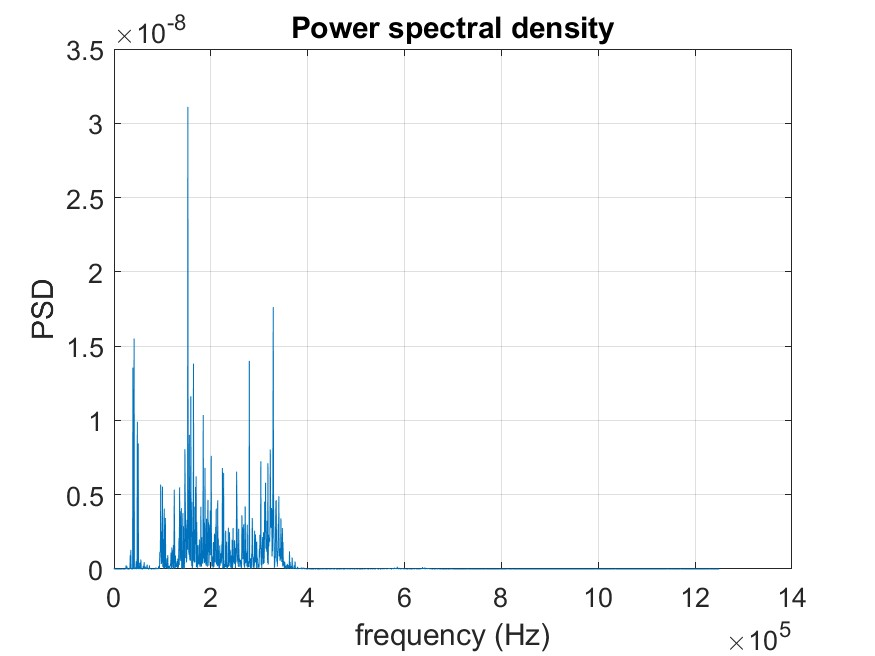 Power spectral density
×10⁻⁸
3.5
3
2.5
2
1.5
1
0.5
0
PSD
0 2 4 6 8 10 12 14
frequency (Hz)
×10⁵